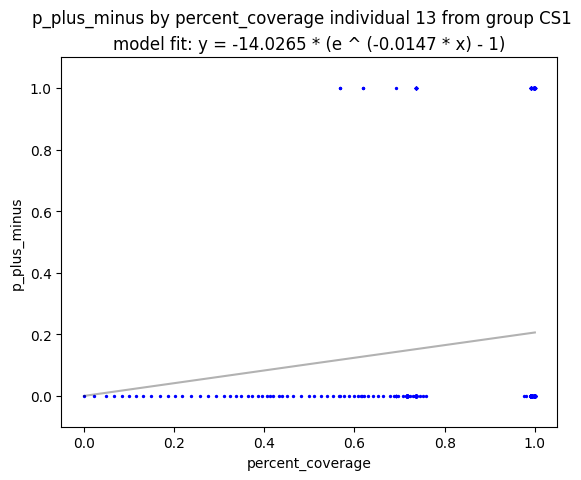 p_plus_minus by percent_coverage individual 13 from group CS1
model fit: y = -14.0265 * (e ^ (-0.0147 * x) - 1)
1.0
0.8
0.6
0.4
0.2
0.0
p_plus_minus
0.0 0.2 0.4 0.6 0.8 1.0
percent_coverage